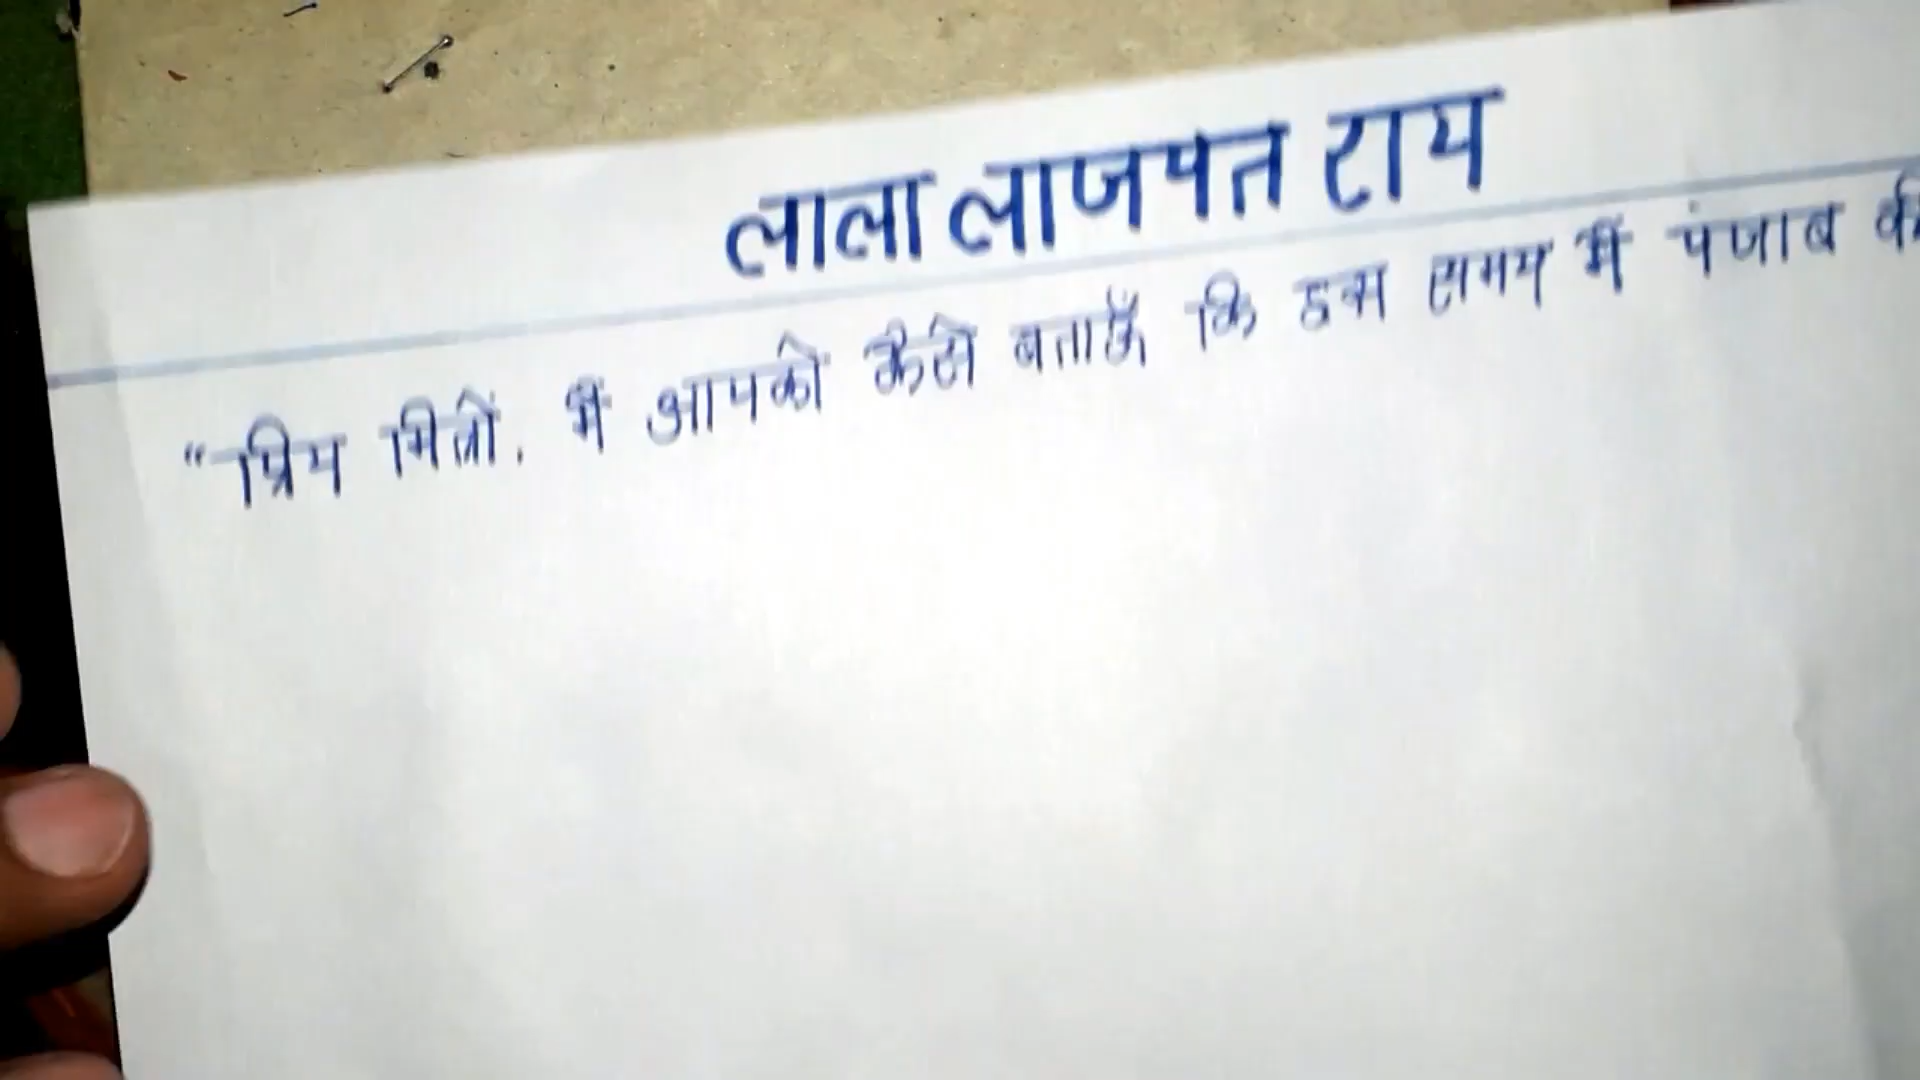 लाला लाजपत राय
“प्रिय मित्रों, मैं आपको कैसे बताऊँ कि इस समय मैं पंजाब की